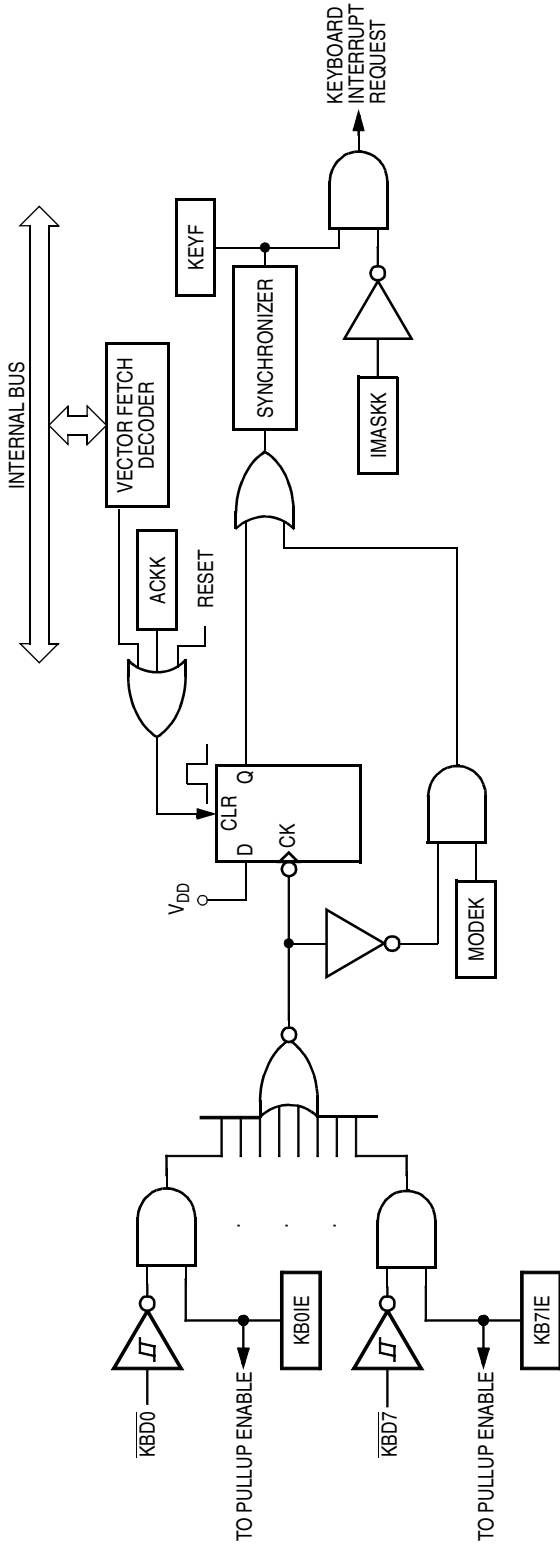 INTERNAL BUS
VECTOR FETCH
DECODER
ACKK
RESET
VDD
D
CLR
Q
CK
KEYF
SYNCHRONIZER
KEYBOARD
INTERRUPT
REQUEST
IMASKK
MODEK
KBD0
TO PULLUP ENABLE
KB0IE
KBD7
TO PULLUP ENABLE
KB7IE